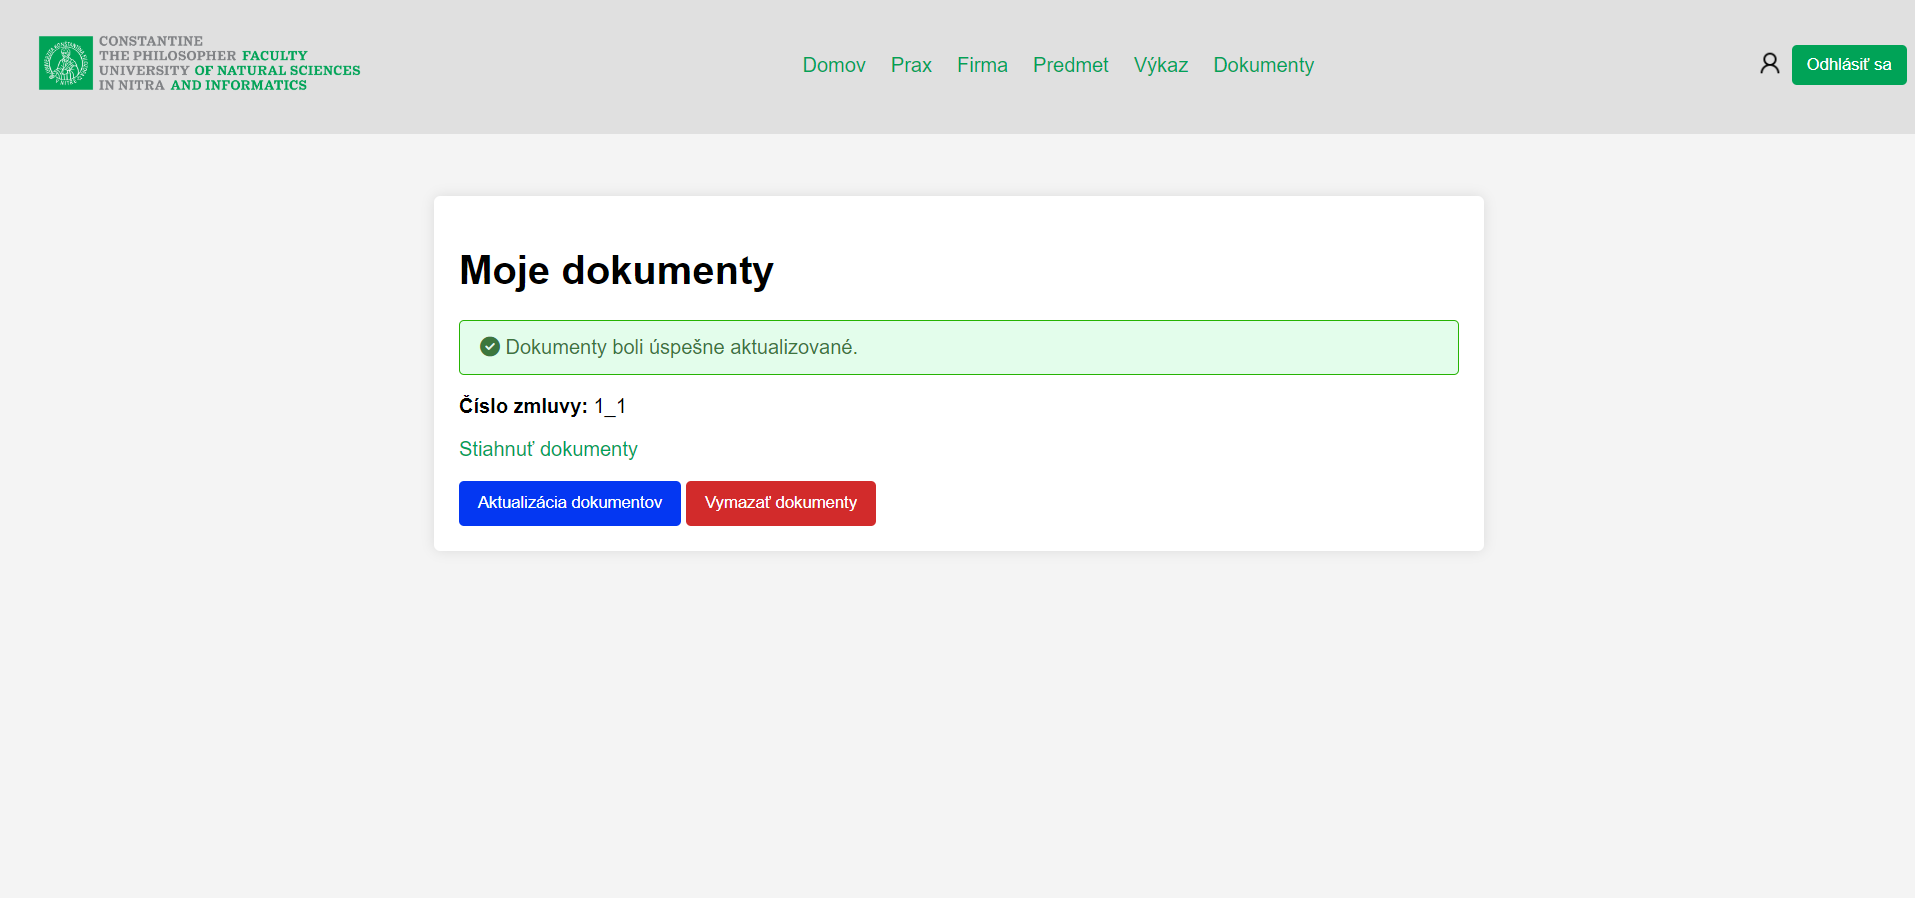 CONSTANTINE
THE PHILOSOPHER FACULTY
UNIVERSITY OF NATURAL SCIENCES
IN NITRA AND INFORMATICS
Domov Prax Firma Predmet Výkaz Dokumenty
Odhlásiť sa
Moje dokumenty
Dokumenty boli úspešne aktualizované.
Číslo zmluvy: 1_1
Stiahnuť dokumenty
Aktualizácia dokumentov Vymazať dokumenty